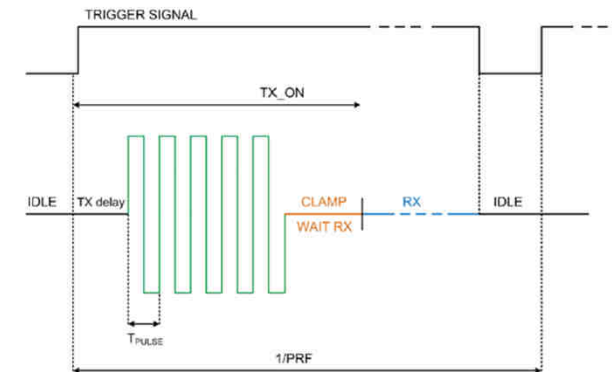 TRIGGER SIGNAL
TX_ON
IDLE
TX delay
CLAMP
RX
IDLE
WAIT RX
TPULSE
1/PRF